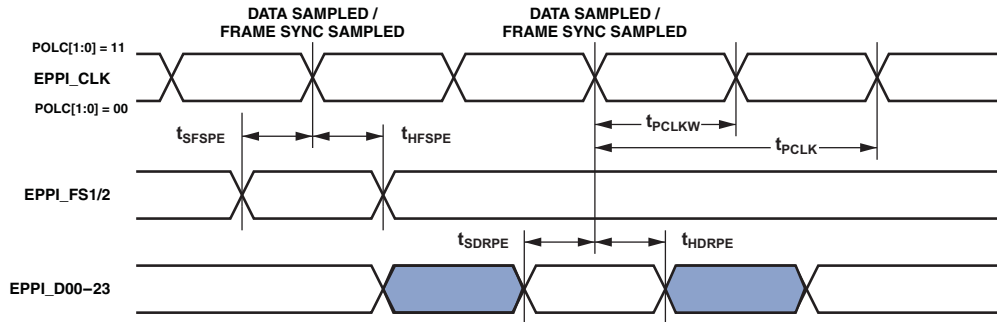 DATA SAMPLED /
FRAME SYNC SAMPLED
DATA SAMPLED /
FRAME SYNC SAMPLED
POLC[1:0] = 11
EPPI_CLK
POLC[1:0] = 00
tSFSPE
tHFSPE
tPCLKW
tPCLK
EPPI_FS1/2
tSDRPE
tHDRPE
EPPI_D00–23